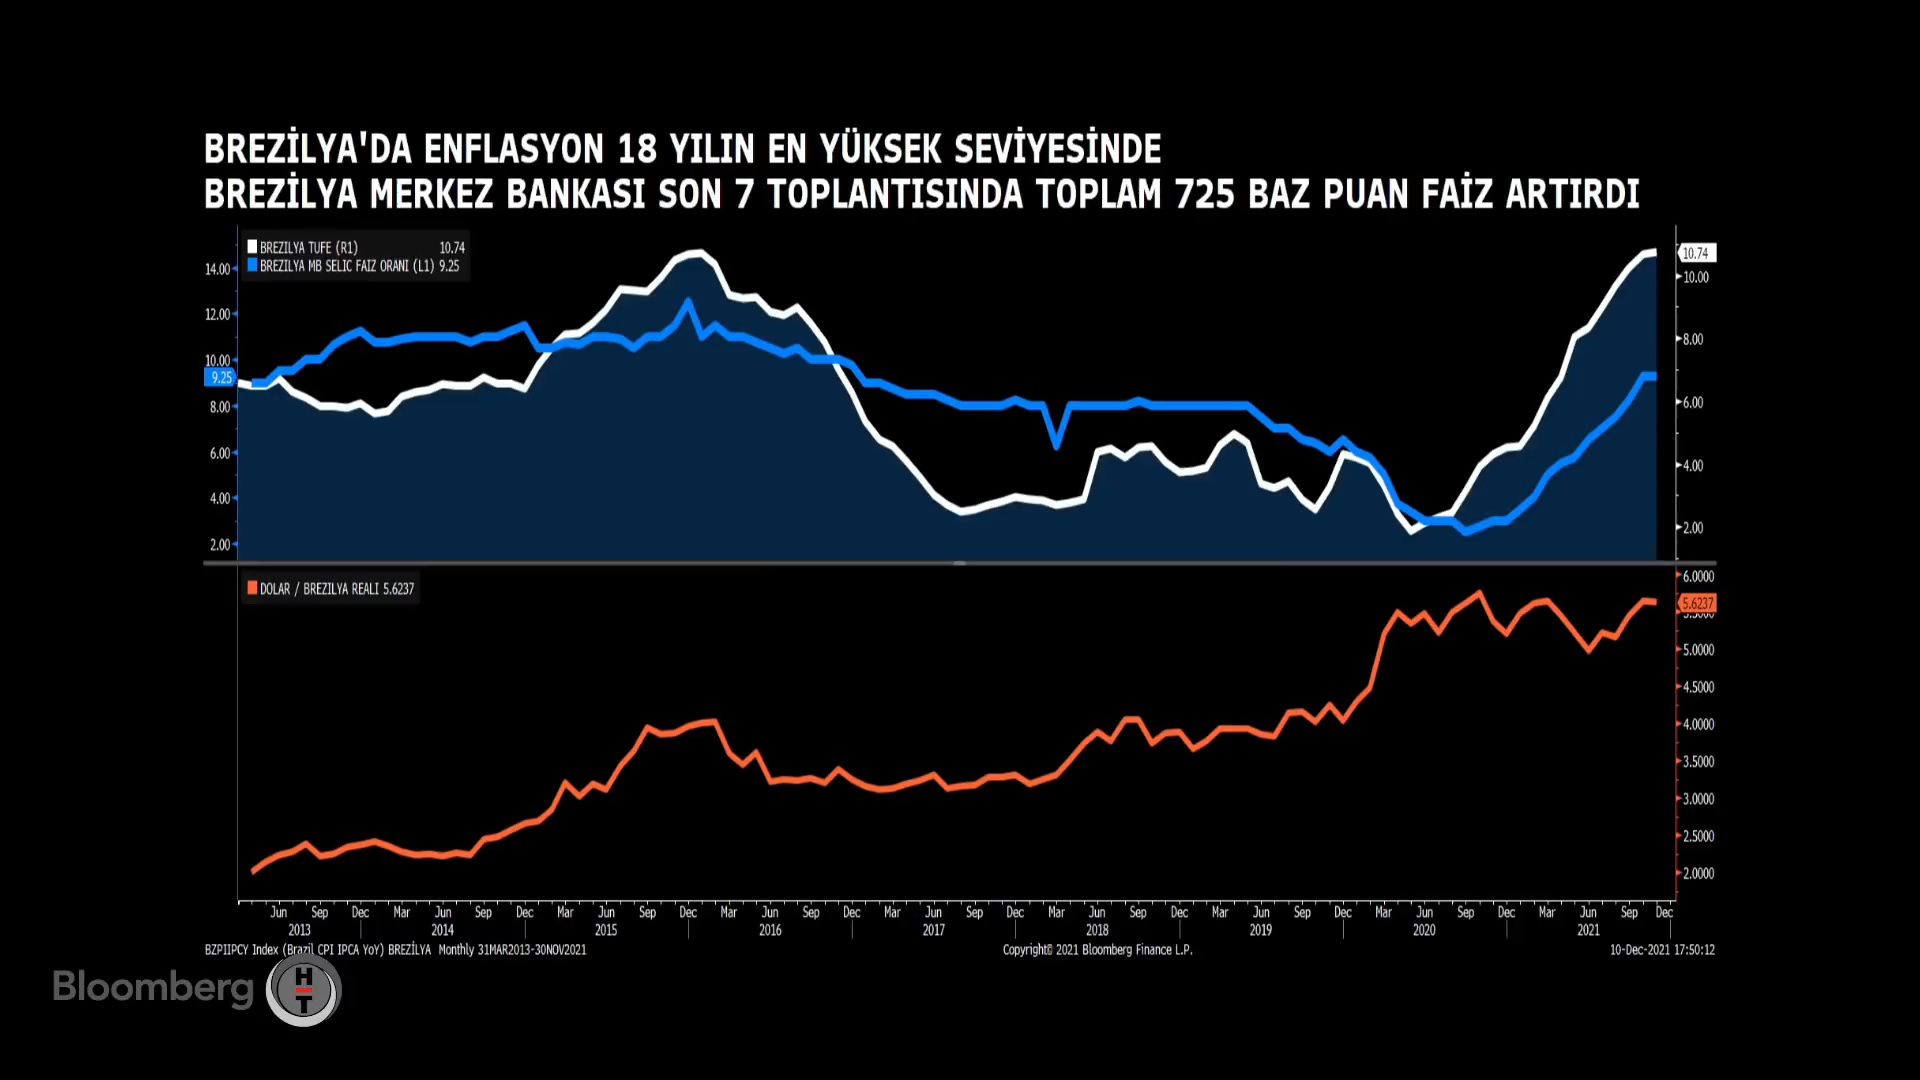 BREZİLYA'DA ENFLASYON 18 YILIN EN YÜKSEK SEVİYESİNDE
BREZİLYA MERKEZ BANKASI SON 7 TOPLANTISINDA TOPLAM 725 BAZ PUAN FAİZ ARTIRDI
BREZILYA TUFE (R1) 10.74
BREZILYA MB SELIC FAIZ ORANI (L1) 9.25
14.00
12.00
10.00
9.25
8.00
6.00
4.00
2.00
10.74
10.00
8.00
6.00
4.00
2.00
DOLAR / BREZILYA REALI 5.6237
6.0000
5.6237
5.5000
5.0000
4.5000
4.0000
3.5000
3.0000
2.5000
2.0000
Jun Sep Dec Mar Jun Sep Dec Mar Jun Sep Dec Mar Jun Sep Dec Mar Jun Sep Dec Mar Jun Sep Dec Mar Jun Sep Dec Mar Jun Sep Dec Mar Jun Sep Dec
2013 2014 2015 2016 2017 2018 2019 2020 2021
BZPIIPCY Index (Brazil CPI IPCA YoY) BREZİLYA Monthly 31MAR2013-30NOV2021 Copyright© 2021 Bloomberg Finance L.P. 10-Dec-2021 17:50:12
Bloomberg HT